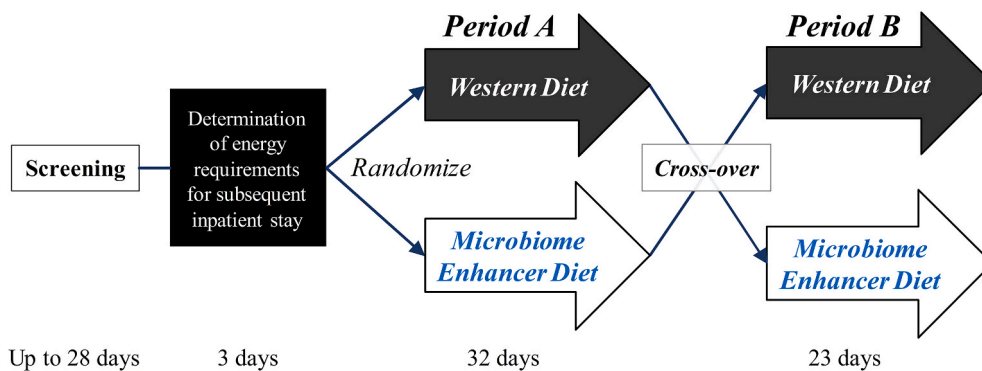 Period A
Period B
Western Diet
Western Diet
Determination
of energy
requirements
for subsequent
inpatient stay
Screening
Randomize
Cross-over
Microbiome
Enhancer Diet
Microbiome
Enhancer Diet
Up to 28 days
3 days
32 days
23 days